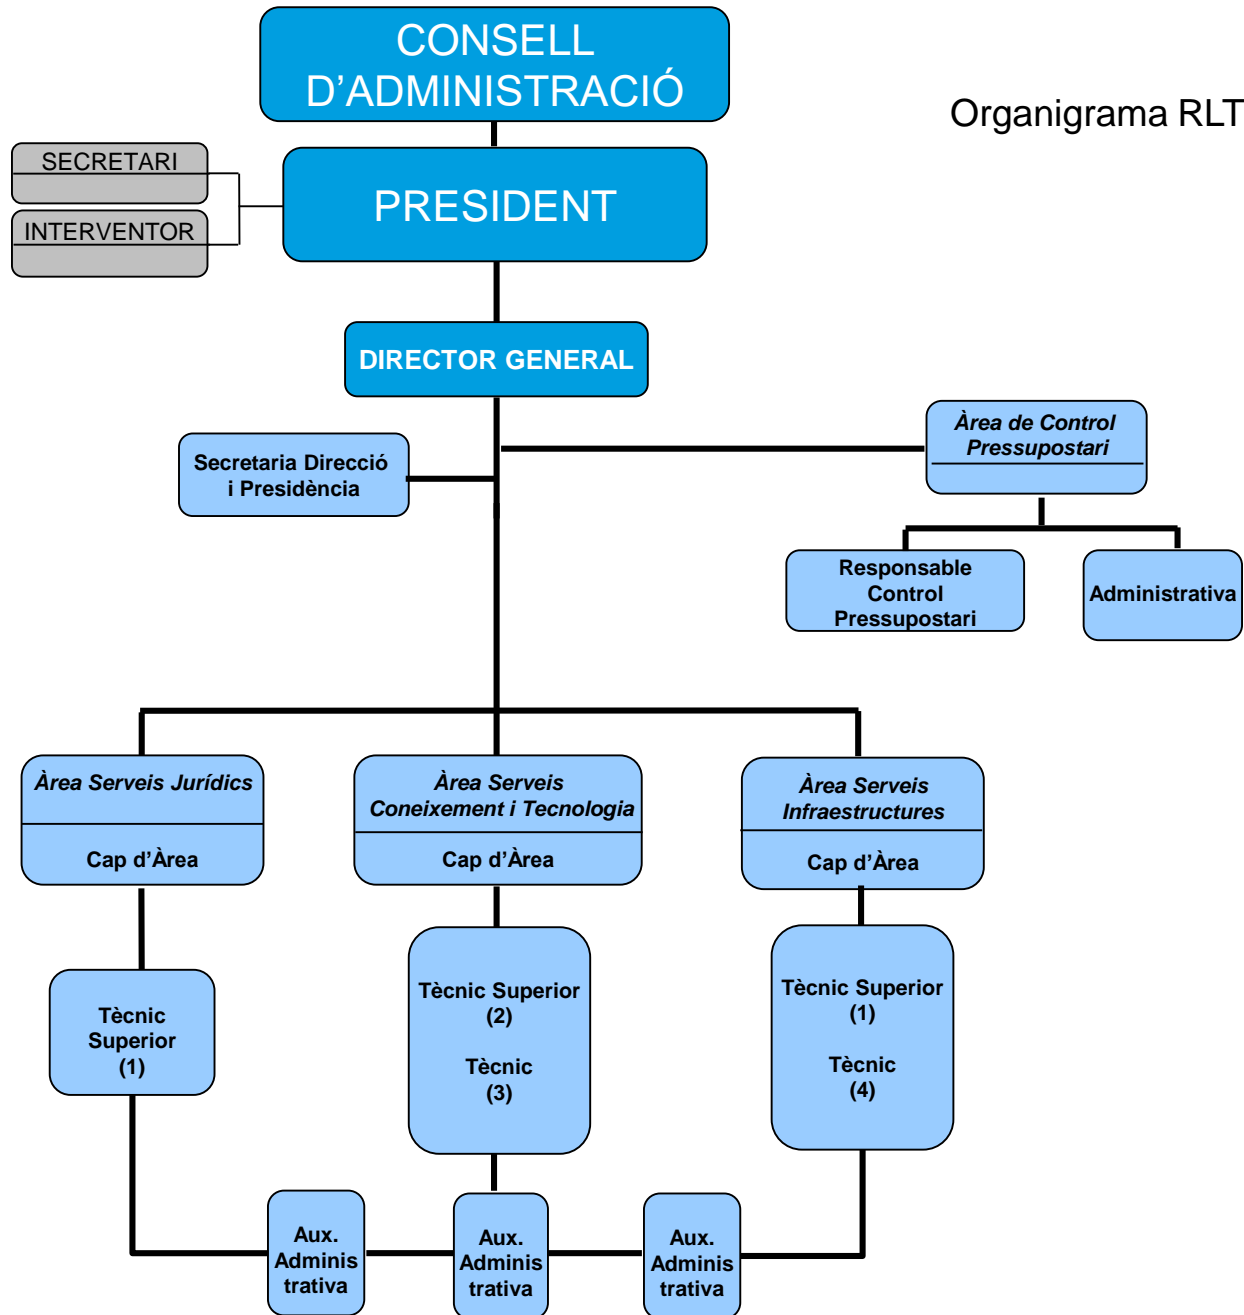 CONSELL
D’ADMINISTRACIÓ
Organigrama RLT
SECRETARI
INTERVENTOR
PRESIDENT
DIRECTOR GENERAL
Secretaria Direcció
i Presidència
Àrea de Control
Pressupostari
Responsable
Control
Pressupostari
Administrativa
Àrea Serveis Jurídics
Cap d’Àrea
Àrea Serveis
Coneixement i Tecnologia
Cap d’Àrea
Àrea Serveis
Infraestructures
Cap d’Àrea
Tècnic
Superior
(1)
Tècnic Superior
(2)
Tècnic
(3)
Tècnic Superior
(1)
Tècnic
(4)
Aux.
Adminis
trativa
Aux.
Adminis
trativa
Aux.
Adminis
trativa